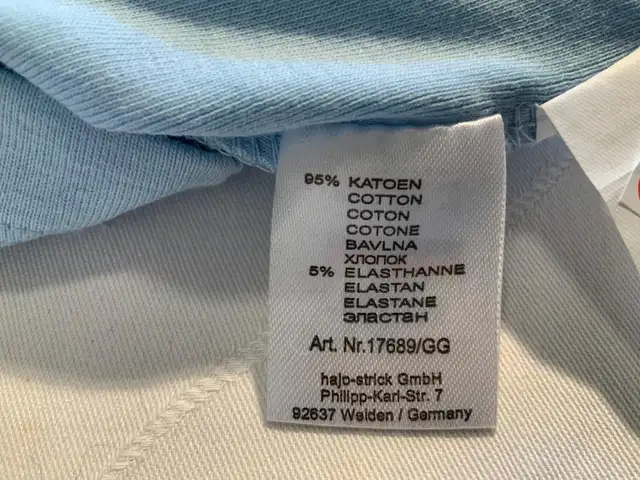 95% KATOEN
COTTON
COTON
COTONE
BAVLNA
ХЛОПОК
5% ELASTHANNE
ELASTAN
ELASTANE
ЭЛАСТАН
Art. Nr.17689/GG
hajo-strick GmbH
Philipp-Karl-Str. 7
92637 Weiden / Germany